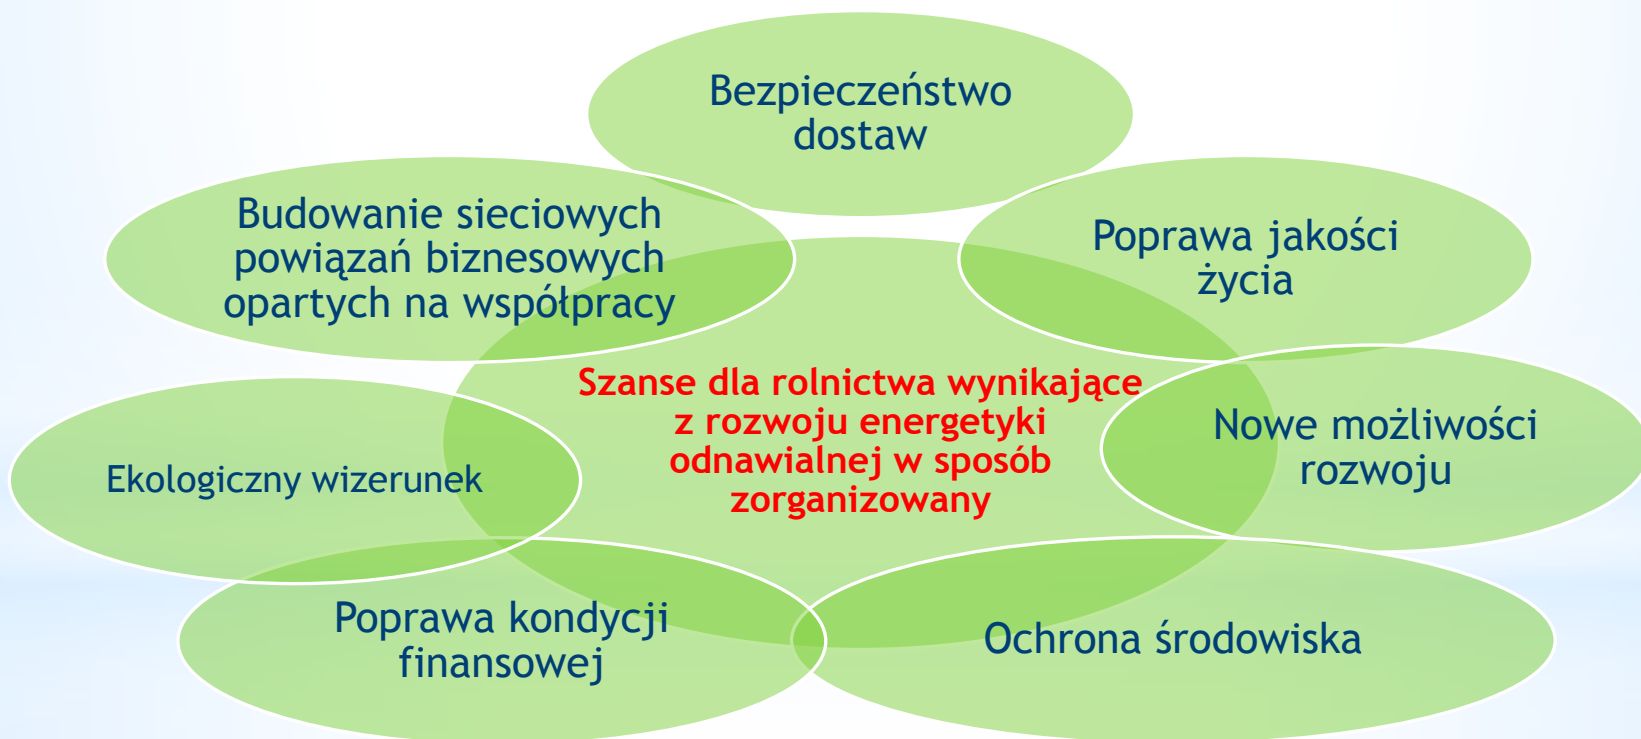 Bezpieczeństwo
dostaw
Budowanie sieciowych
powiązań biznesowych
opartych na współpracy
Poprawa jakości
życia
Szanse dla rolnictwa wynikające
z rozwoju energetyki
odnawialnej w sposób
zorganizowany
Nowe możliwości
rozwoju
Ekologiczny wizerunek
Poprawa kondycji
finansowej
Ochrona środowiska